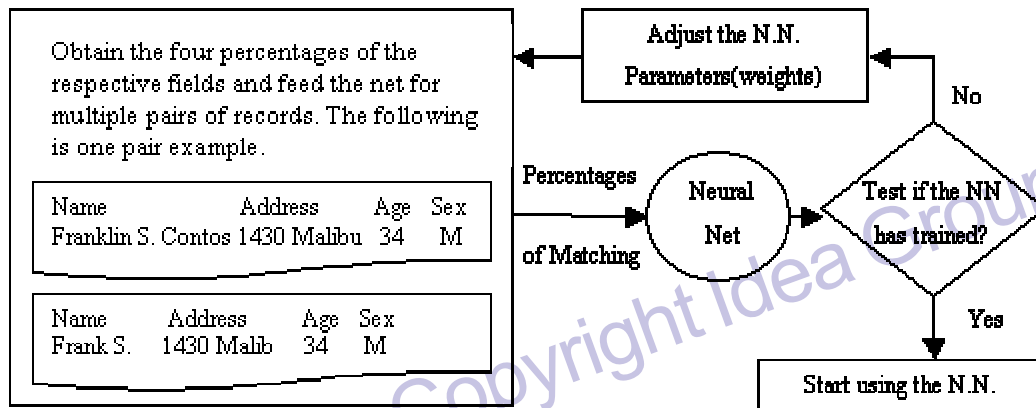 Obtain the four percentages of the
respective fields and feed the net for
multiple pairs of records. The following
is one pair example.
Name Address Age Sex
Franklin S. Contos 1430 Malibu 34 M
Name Address Age Sex
Frank S. 1430 Malib 34 M
Percentages
of Matching
Neural
Net
Adjust the N.N.
Parameters(weights)
No
Test if the NN
has trained?
Yes
Start using the N.N.
Copyright Idea Group